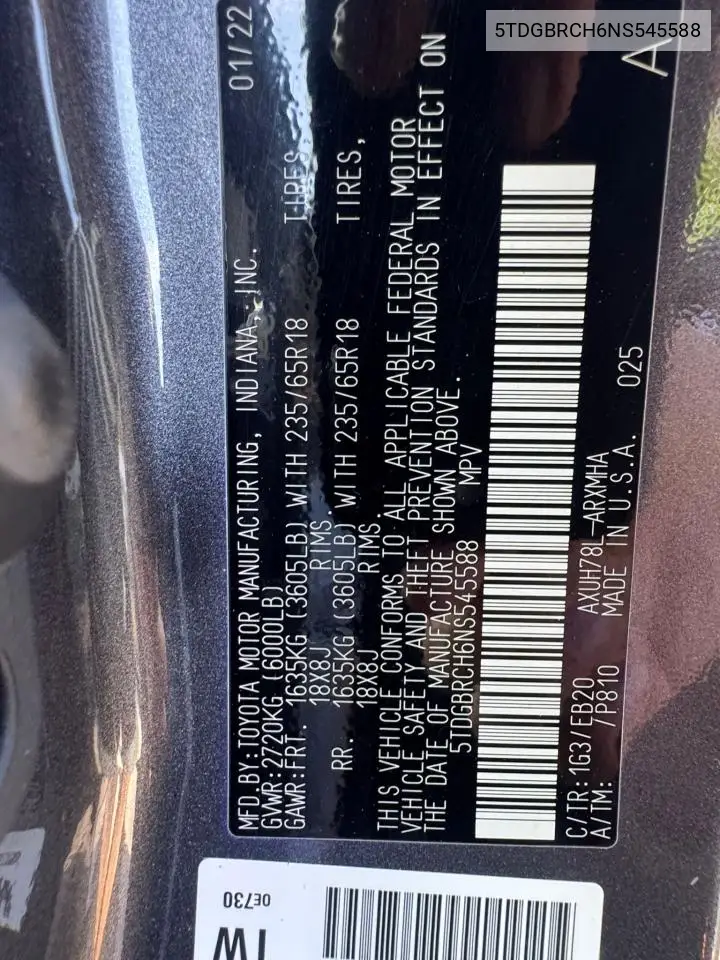 5TDGBRCH6NS545588
MFD.BY:TOYOTA MOTOR MANUFACTURING, INDIANA, INC. 01/22
GVWR:2720KG (6000LB)
GAWR:FRT. 1635KG (3605LB) WITH 235/65R18 TIRES,
18X8J RIMS,
RR. 1635KG (3605LB) WITH 235/65R18 TIRES,
18X8J RIMS
THIS VEHICLE CONFORMS TO ALL APPLICABLE FEDERAL MOTOR
VEHICLE SAFETY AND THEFT PREVENTION STANDARDS IN EFFECT ON
THE DATE OF MANUFACTURE SHOWN ABOVE.
5TDGBRCH6NS545588 MPV
C/TR:1G3/EB20 AXUH78L-ARXMHA 025
A/TM: /P810 MADE IN U.S.A. A
0E730